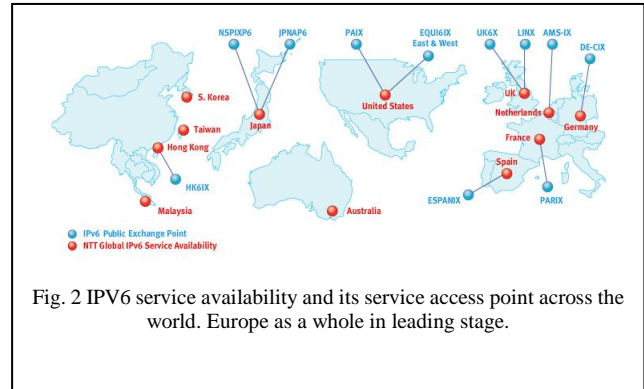 NSPIXP6
JPNAP6
PAIX
EQUI6IX
East & West
UK6X
LINX
AMS-IX
DE-CIX
S. Korea
Taiwan
Hong Kong
Japan
United States
UK
Netherlands
Germany
France
Spain
HK6IX
Malaysia
Australia
ESPANIX
PARIX
IPv6 Public Exchange Point
NTT Global IPv6 Service Availability
Fig. 2 IPV6 service availability and its service access point across the
world. Europe as a whole in leading stage.